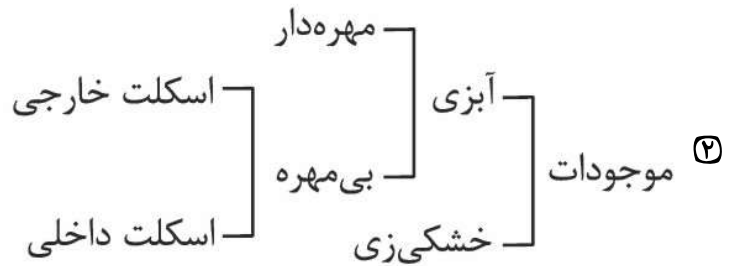 ۲
موجودات
آبزی
خشکی‌زی
مهره‌دار
بی‌مهره
اسکلت خارجی
اسکلت داخلی